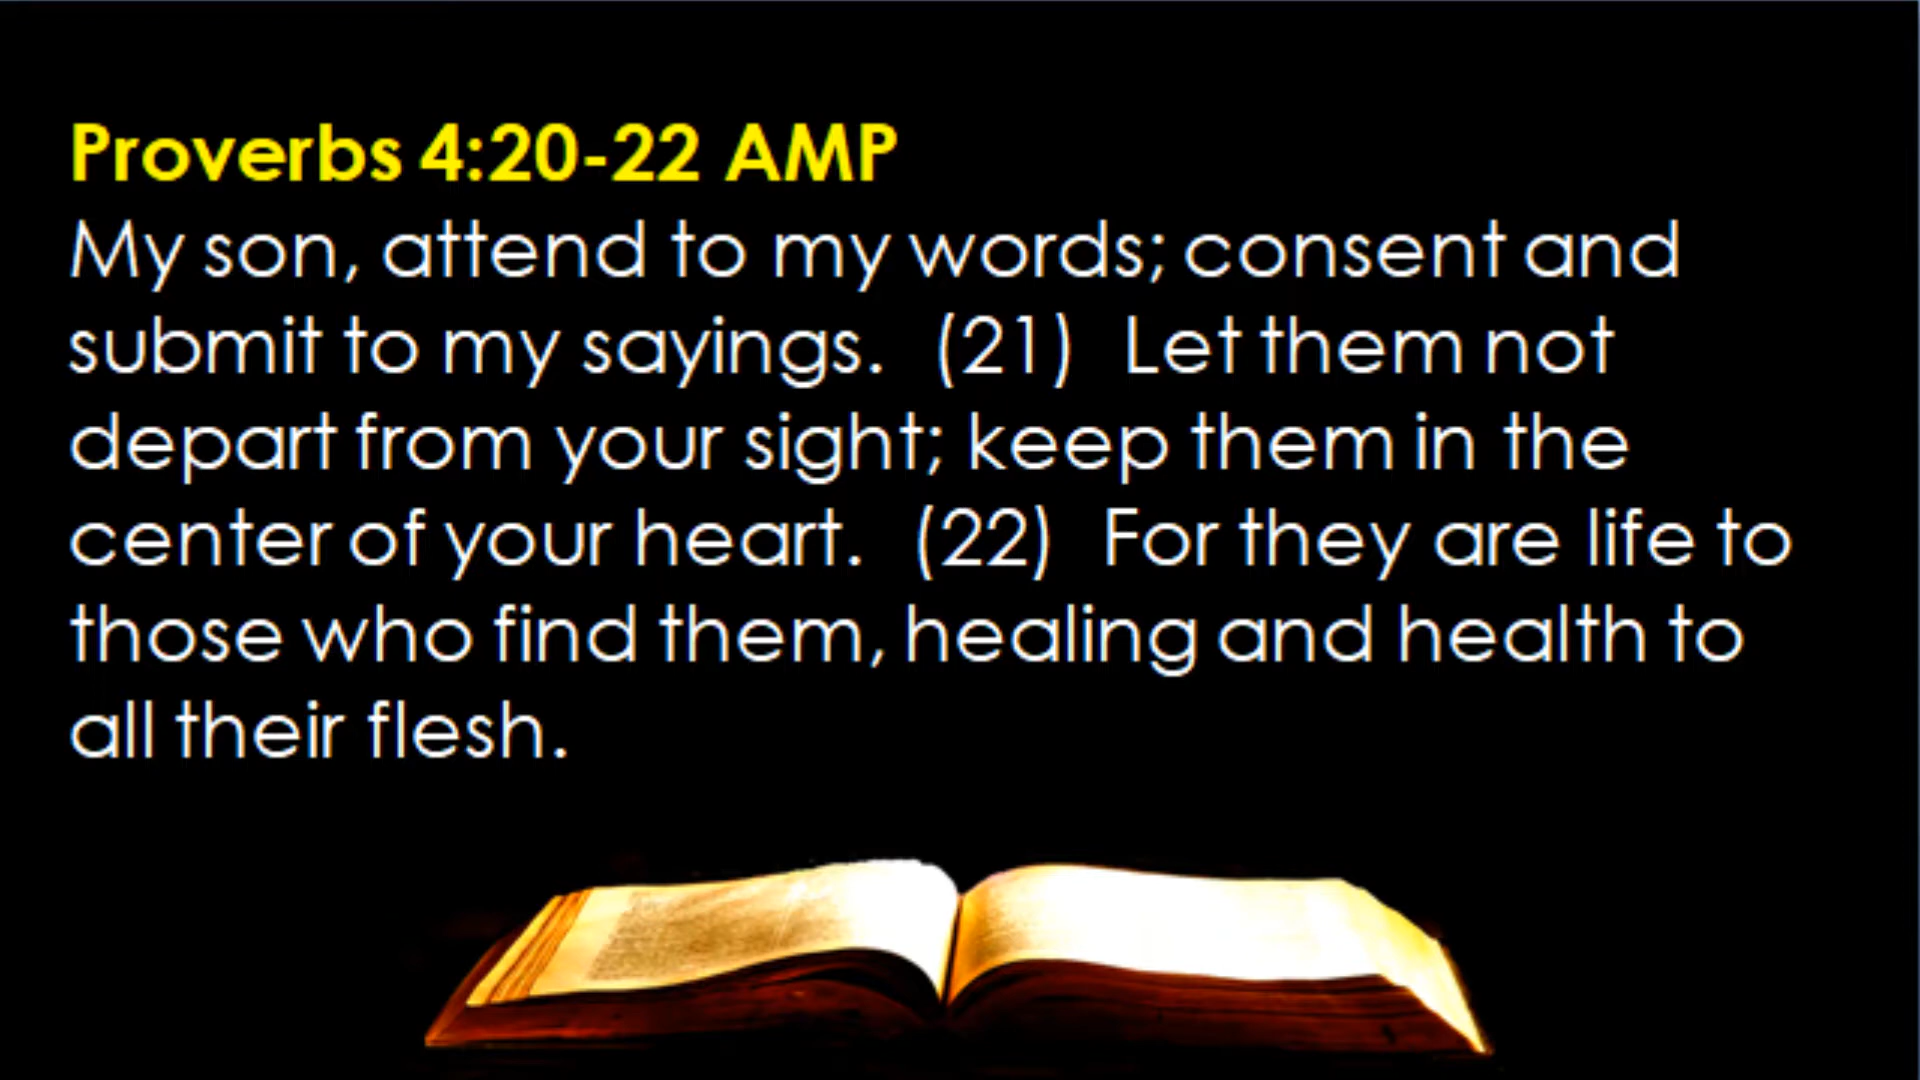 Proverbs 4:20-22 AMP
My son, attend to my words; consent and
submit to my sayings.  (21)  Let them not
depart from your sight; keep them in the
center of your heart.  (22)  For they are life to
those who find them, healing and health to
all their flesh.